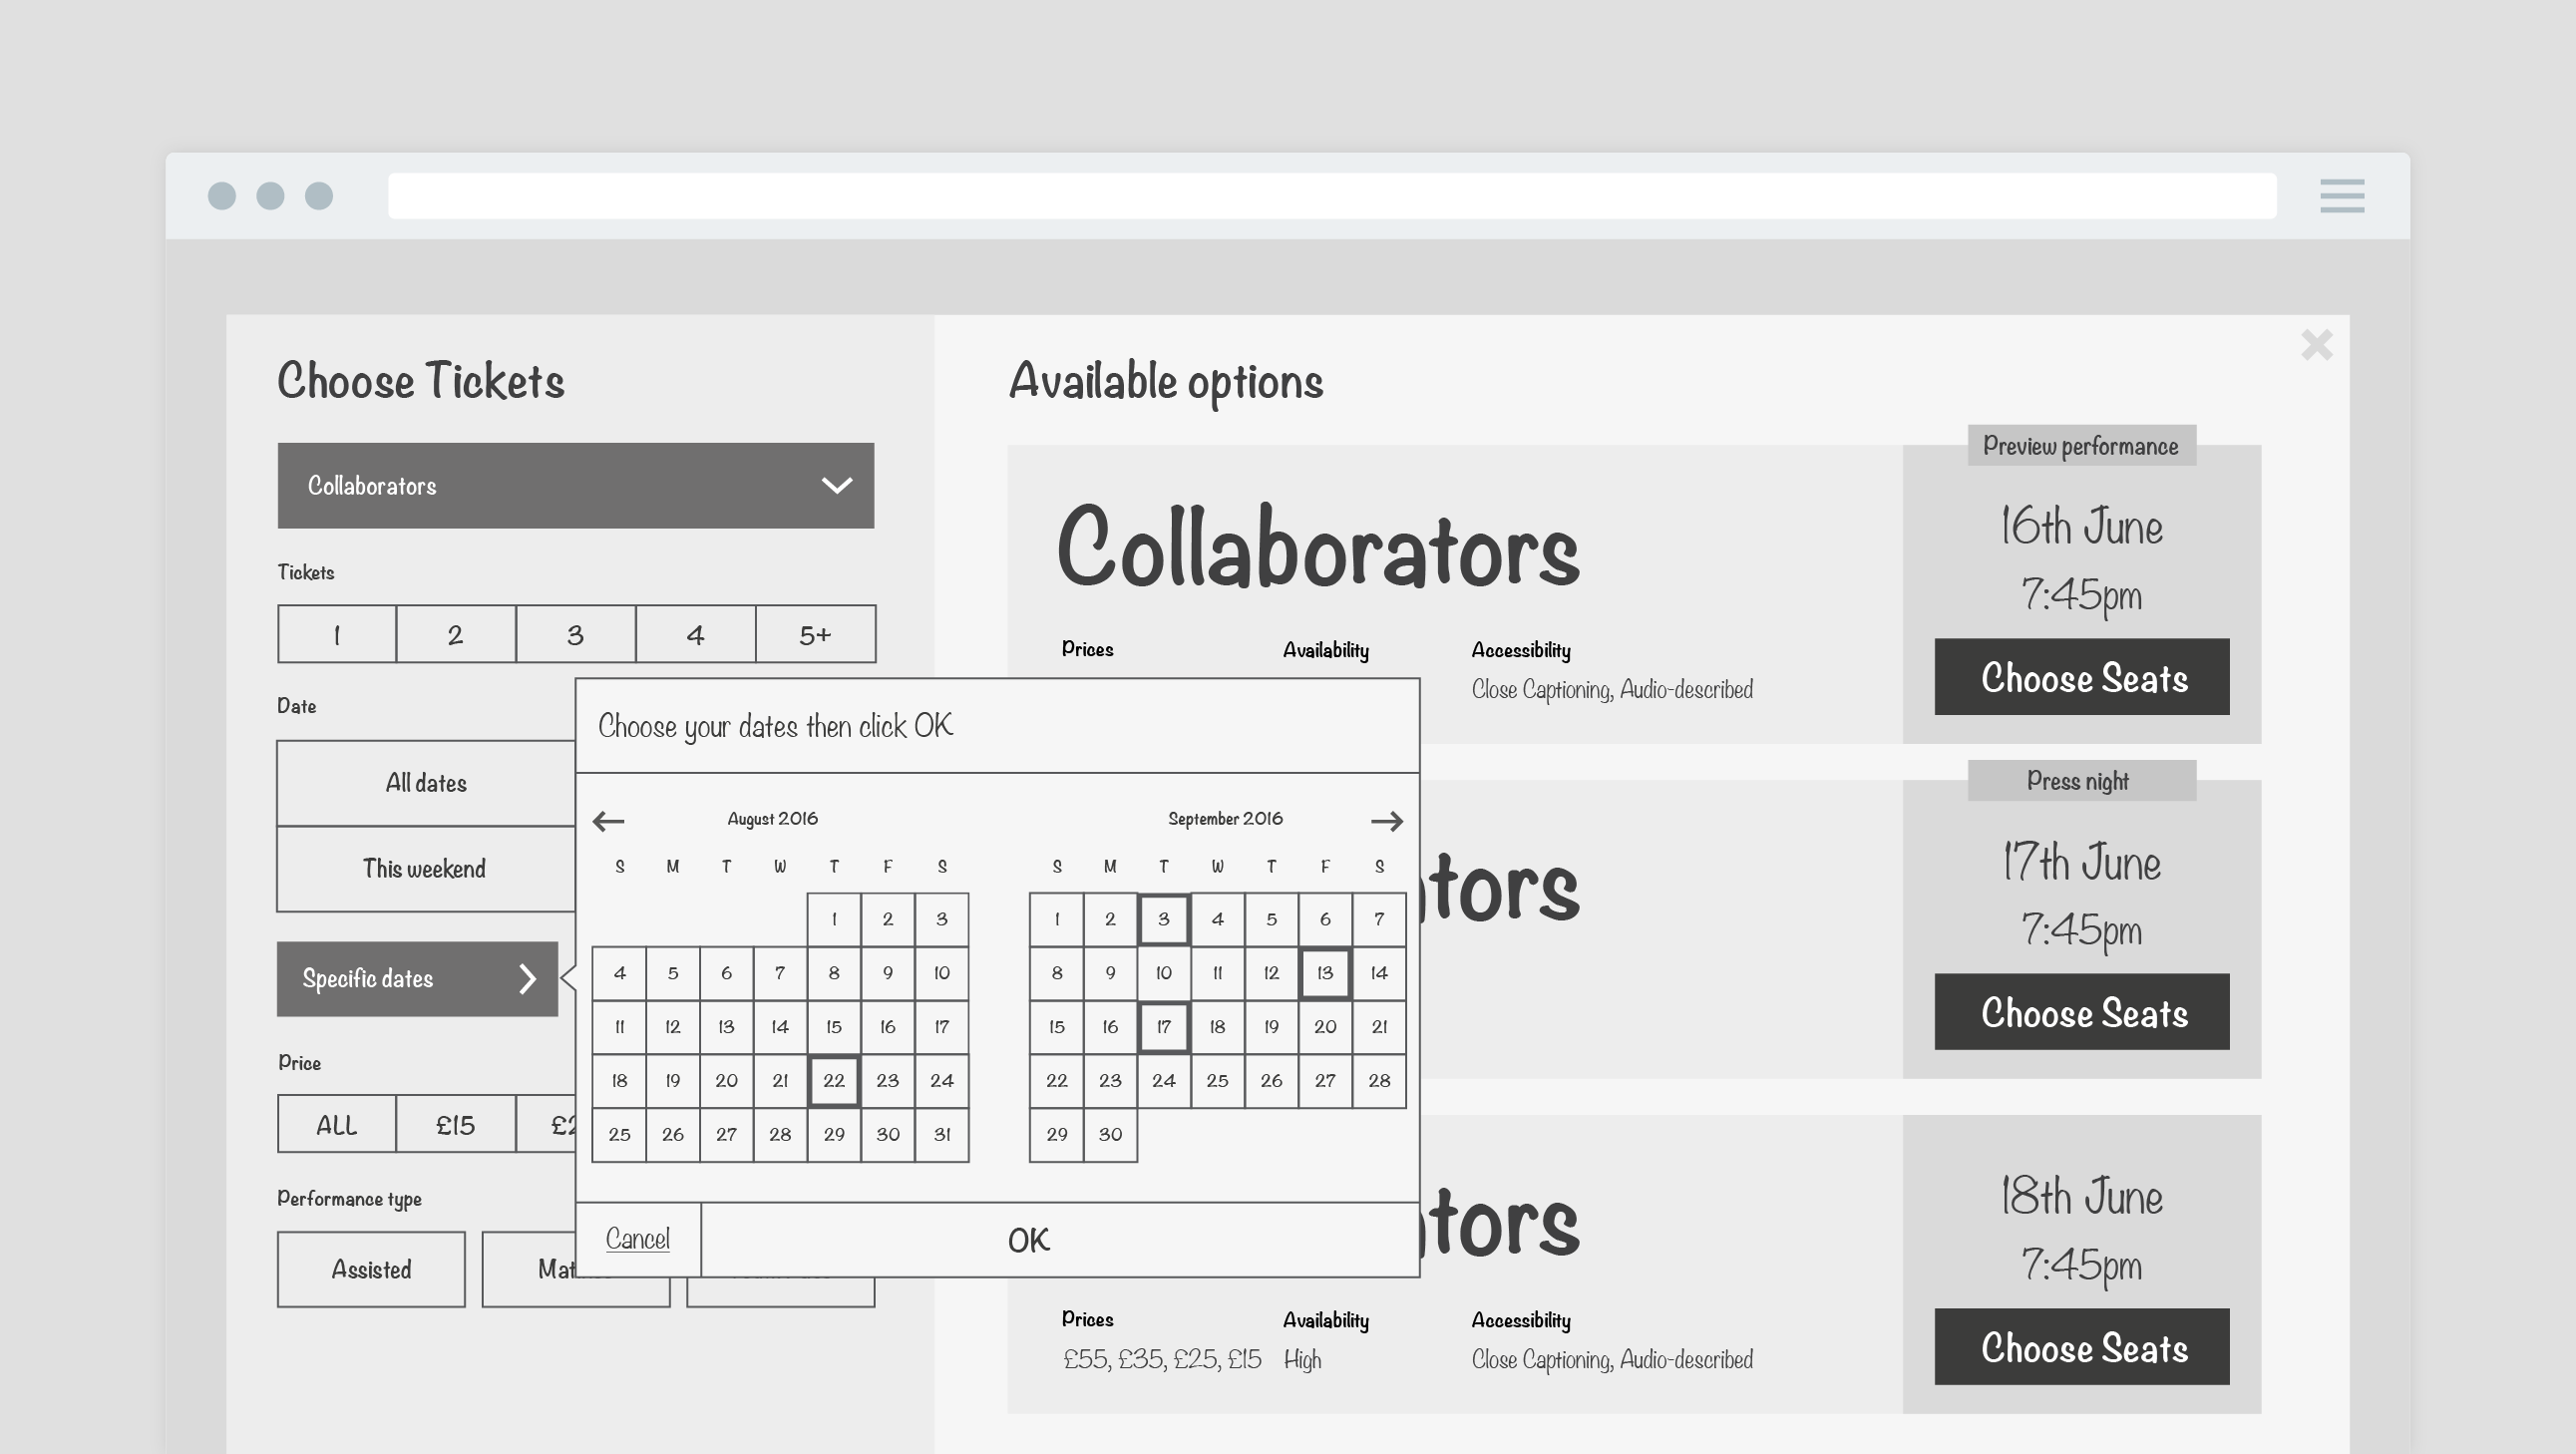 Choose Tickets
Collaborators
Tickets
1 2 3 4 5+
Date
All dates
This weekend
Specific dates
Price
ALL £15
Performance type
Assisted
Choose your dates then click OK
August 2016
S M T W T F S
1 2 3
4 5 6 7 8 9 10
11 12 13 14 15 16 17
18 19 20 21 22 23 24
25 26 27 28 29 30 31
September 2016
S M T W T F S
1 2 3 4 5 6 7
8 9 10 11 12 13 14
15 16 17 18 19 20 21
22 23 24 25 26 27 28
29 30
Cancel
OK
Available options
Collaborators
Prices Availability Accessibility
Close Captioning, Audio-described
Preview performance
16th June
7:45pm
Choose Seats
tors
Press night
17th June
7:45pm
Choose Seats
tors
Prices Availability Accessibility
£55, £35, £25, £15 High Close Captioning, Audio-described
18th June
7:45pm
Choose Seats